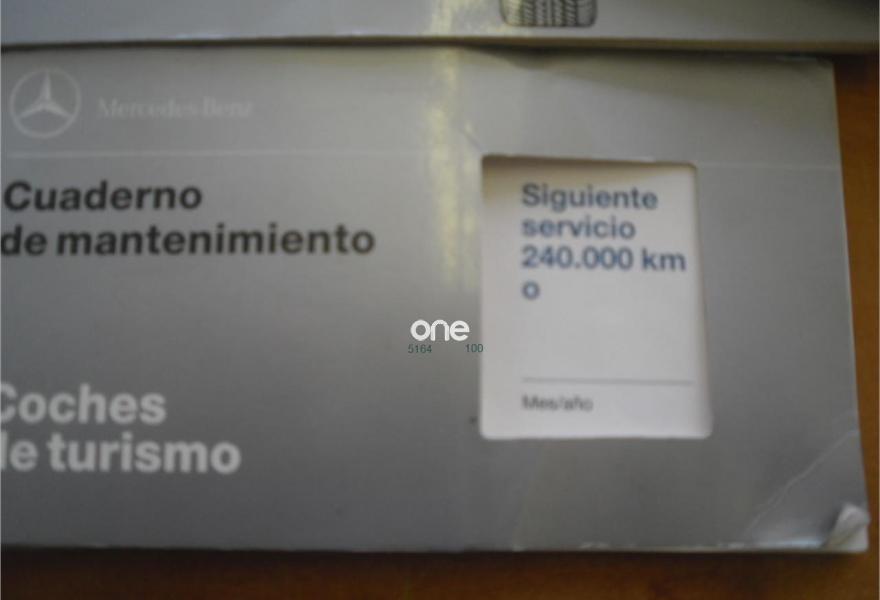 Mercedes-Benz
Cuaderno
de mantenimiento
Siguiente
servicio
240.000 km
o
one
5164 100
Mes/año
Coches
de turismo